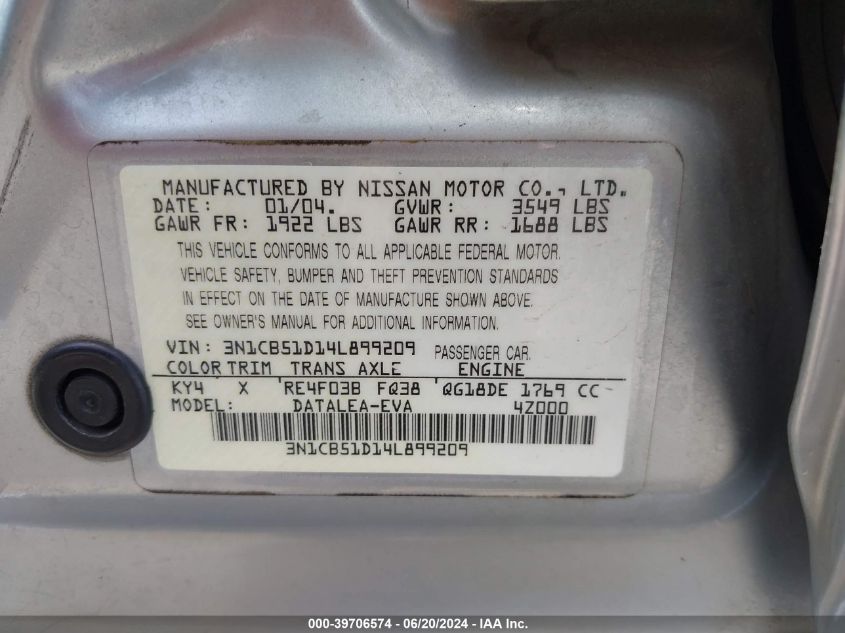 MANUFACTURED BY NISSAN MOTOR CO., LTD.
DATE: 01/04. GVWR: 3549 LBS
GAWR FR: 1922 LBS GAWR RR: 1688 LBS
THIS VEHICLE CONFORMS TO ALL APPLICABLE FEDERAL MOTOR
VEHICLE SAFETY, BUMPER AND THEFT PREVENTION STANDARDS
IN EFFECT ON THE DATE OF MANUFACTURE SHOWN ABOVE.
SEE OWNER'S MANUAL FOR ADDITIONAL INFORMATION.
VIN: 3N1CB51D14L899209 PASSENGER CAR.
COLOR TRIM TRANS AXLE ENGINE
KY4 X RE4F03B FQ38 QG18DE 1769 CC
MODEL: DATALEA-EVA 4Z000
3N1CB51D14L899209
000-39706574 / 06/20/2024 - IAA Inc.